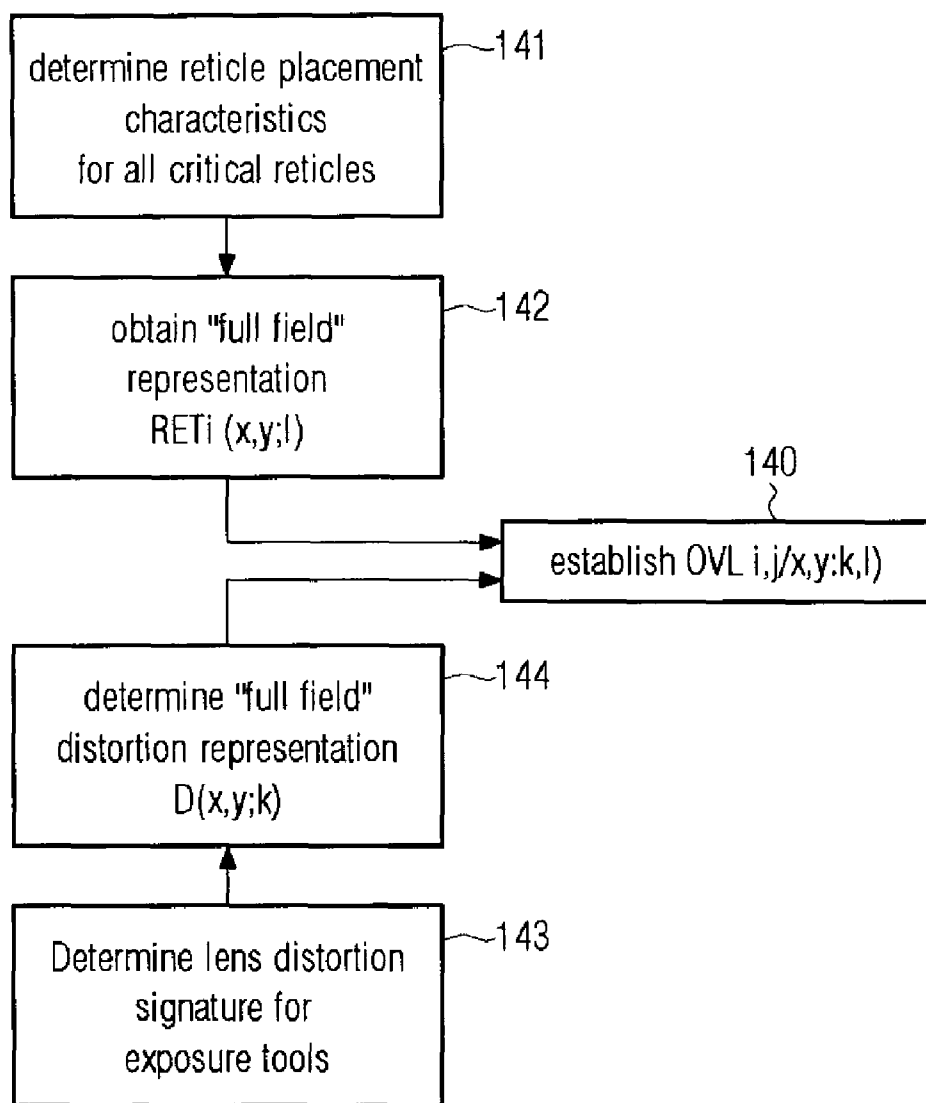 determine reticle placement
characteristics
for all critical reticles
141
obtain "full field"
representation
RETi (x,y;l)
142
140
establish OVL i,j/x,y:k,l)
determine "full field"
distortion representation
D(x,y;k)
144
Determine lens distortion
signature for
exposure tools
143